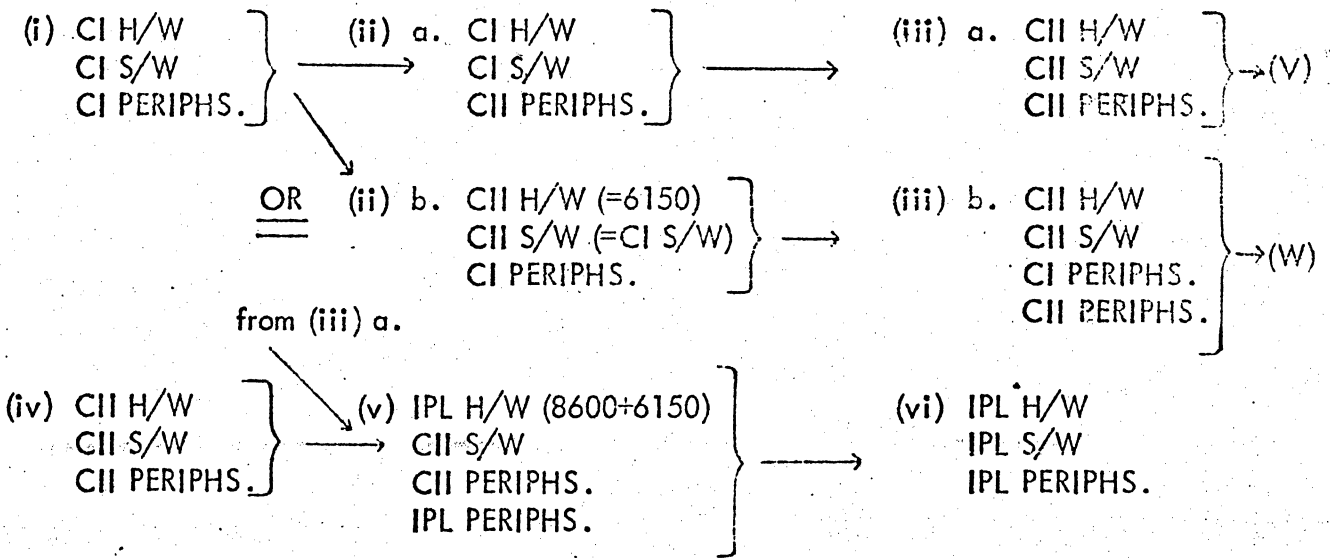 (i) CI H/W
CI S/W
CI PERIPHS.
(ii) a. CI H/W
CI S/W
CII PERIPHS.
(iii) a. CII H/W
CII S/W
CII PERIPHS.
→(V)
OR
(ii) b. CII H/W (=6150)
CII S/W (=CI S/W)
CI PERIPHS.
(iii) b. CII H/W
CII S/W
CI PERIPHS.
CII PERIPHS.
→(W)
from (iii) a.
(iv) CII H/W
CII S/W
CII PERIPHS.
(v) IPL H/W (8600÷6150)
CII S/W
CII PERIPHS.
IPL PERIPHS.
(vi) IPL H/W
IPL S/W
IPL PERIPHS.